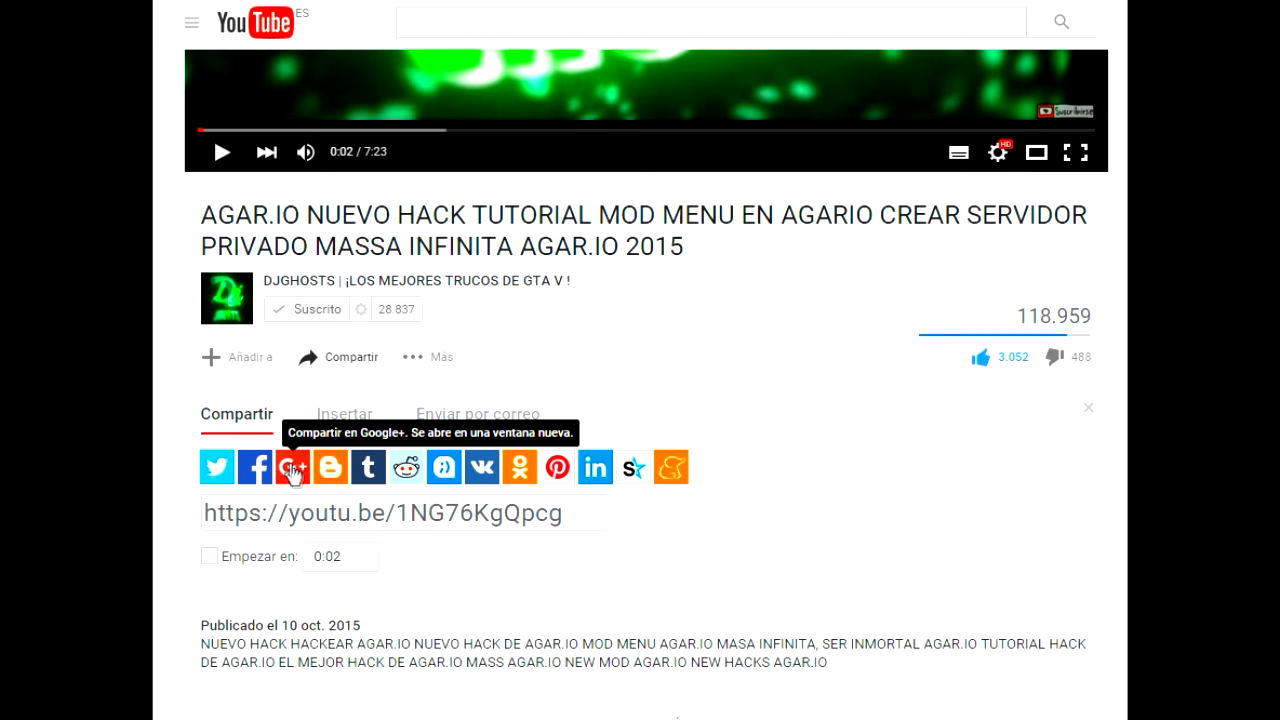 YouTube ES
Suscribirse
0:02 / 7:23
HD
AGAR.IO NUEVO HACK TUTORIAL MOD MENU EN AGARIO CREAR SERVIDOR
PRIVADO MASSA INFINITA AGAR.IO 2015
DJGHOSTS | ¡LOS MEJORES TRUCOS DE GTA V !
Suscrito 28.837
118.959
Añadir a Compartir Más 3.052 488
Compartir Insertar Enviar por correo
Compartir en Google+. Se abre en una ventana nueva.
https://youtu.be/1NG76KgQpcg
Empezar en: 0:02
Publicado el 10 oct. 2015
NUEVO HACK HACKEAR AGAR.IO NUEVO HACK DE AGAR.IO MOD MENU AGAR.IO MASA INFINITA, SER INMORTAL AGAR.IO TUTORIAL HACK
DE AGAR.IO EL MEJOR HACK DE AGAR.IO MASS AGAR.IO NEW MOD AGAR.IO NEW HACKS AGAR.IO